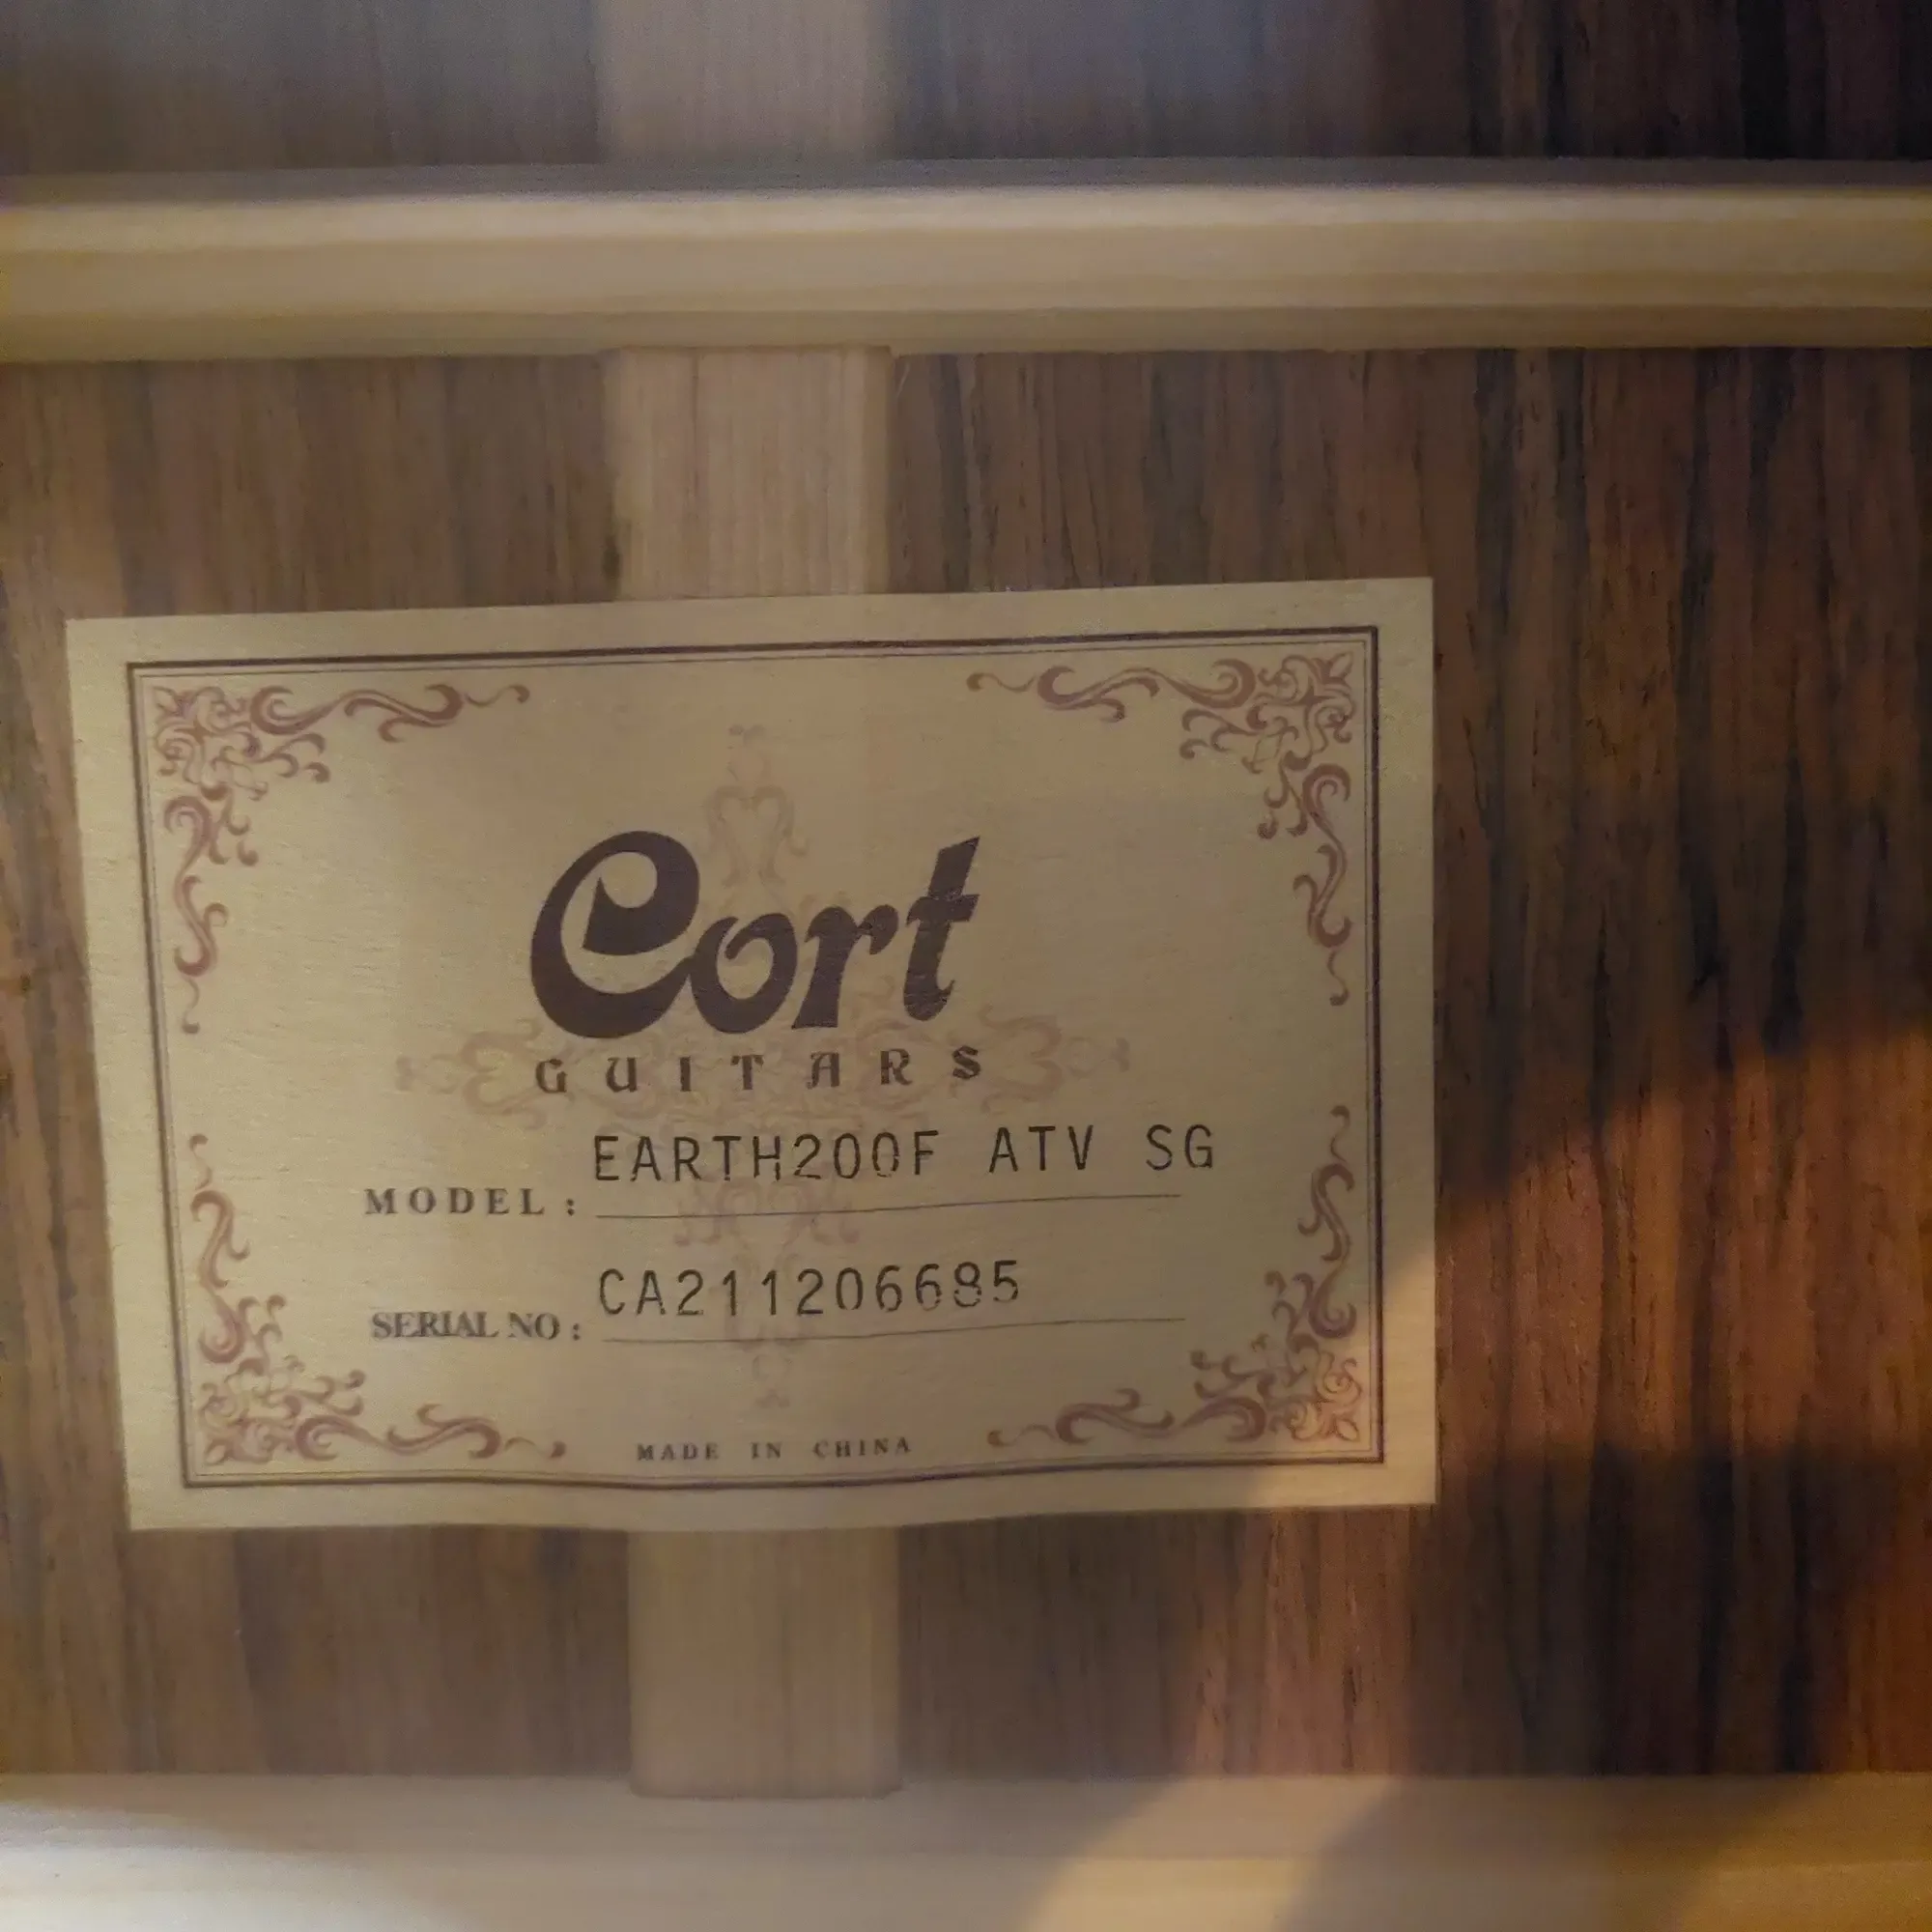 Cort
GUITARS
MODEL : EARTH200F ATV SG
SERIAL NO : CA211206685
MADE IN CHINA